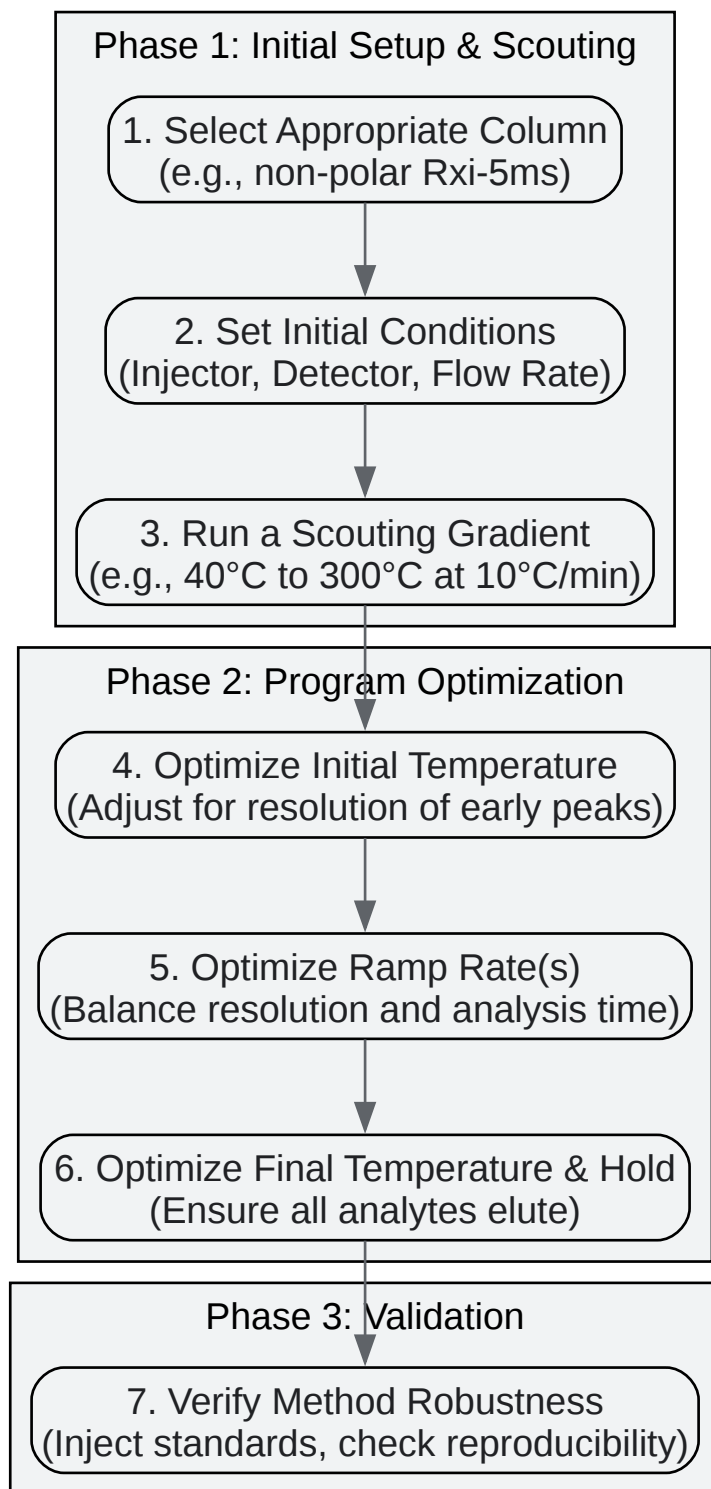 Phase 1: Initial Setup & Scouting
1. Select Appropriate Column
(e.g., non-polar Rxi-5ms)
2. Set Initial Conditions
(Injector, Detector, Flow Rate)
3. Run a Scouting Gradient
(e.g., 40°C to 300°C at 10°C/min)
Phase 2: Program Optimization
4. Optimize Initial Temperature
(Adjust for resolution of early peaks)
5. Optimize Ramp Rate(s)
(Balance resolution and analysis time)
6. Optimize Final Temperature & Hold
(Ensure all analytes elute)
Phase 3: Validation
7. Verify Method Robustness
(Inject standards, check reproducibility)